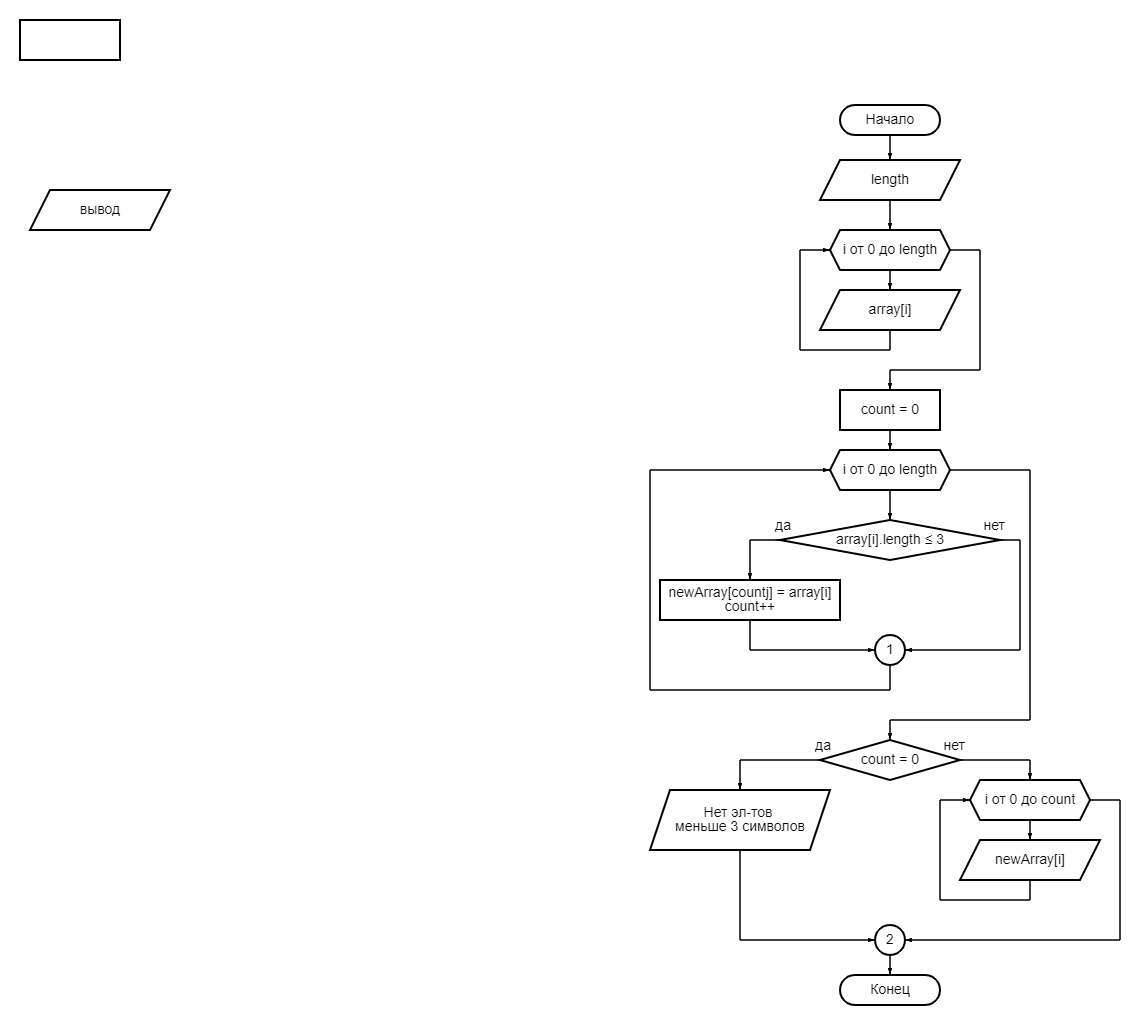 Начало
вывод
length
i от 0 до length
array[i]
count = 0
i от 0 до length
да
нет
array[i].length ≤ 3
newArray[countj] = array[i]
count++
1
да
нет
count = 0
Нет эл-тов
меньше 3 символов
i от 0 до count
newArray[i]
2
Конец